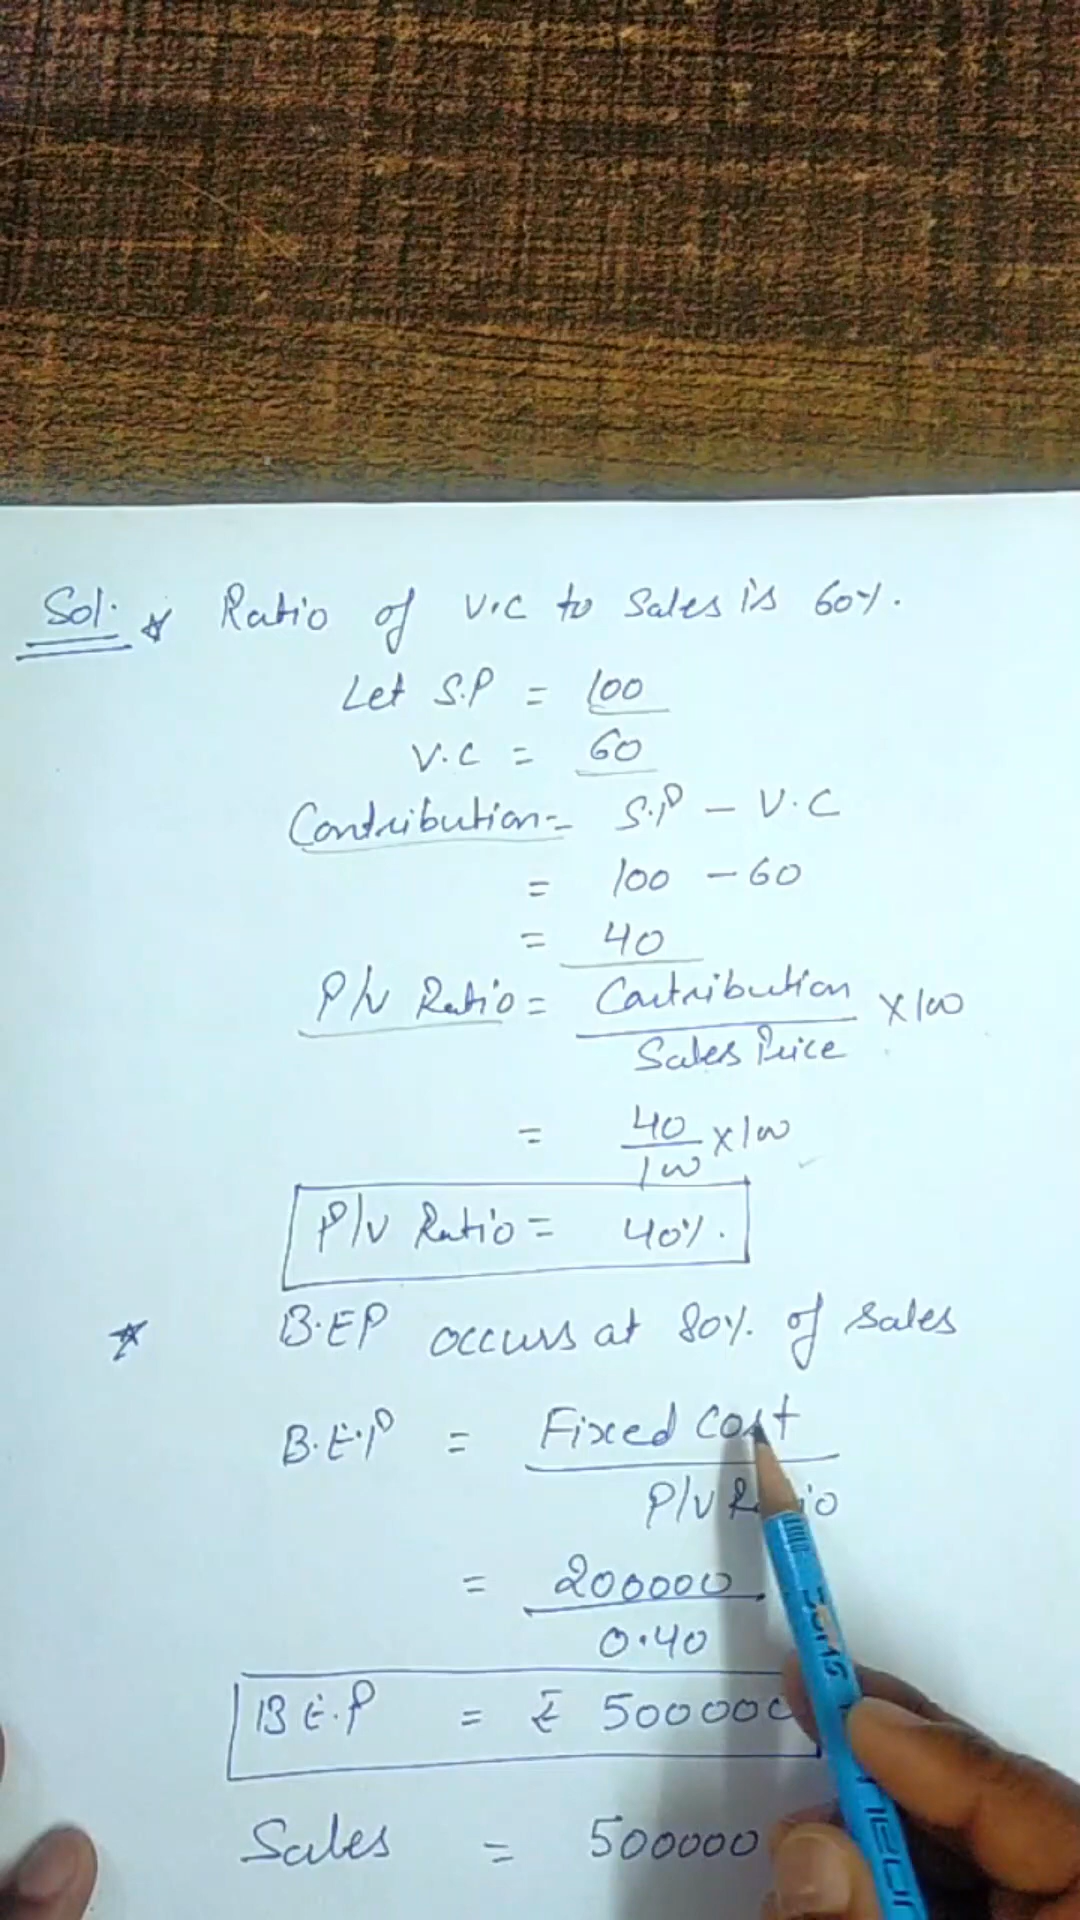 Sol: * Ratio of V.C to Sales is 60%.
Let S.P = 100
V.C = 60
Contribution = S.P - V.C
= 100 - 60
= 40
P/V Ratio = Contribution / Sales Price × 100
= 40/100 × 100
P/V Ratio = 40%.
* B.EP occurs at 80% of Sales
B.E.P = Fixed Cost / P/V Ratio
= 200000 / 0.40
B E.P = ₹ 500000
Sales = 500000